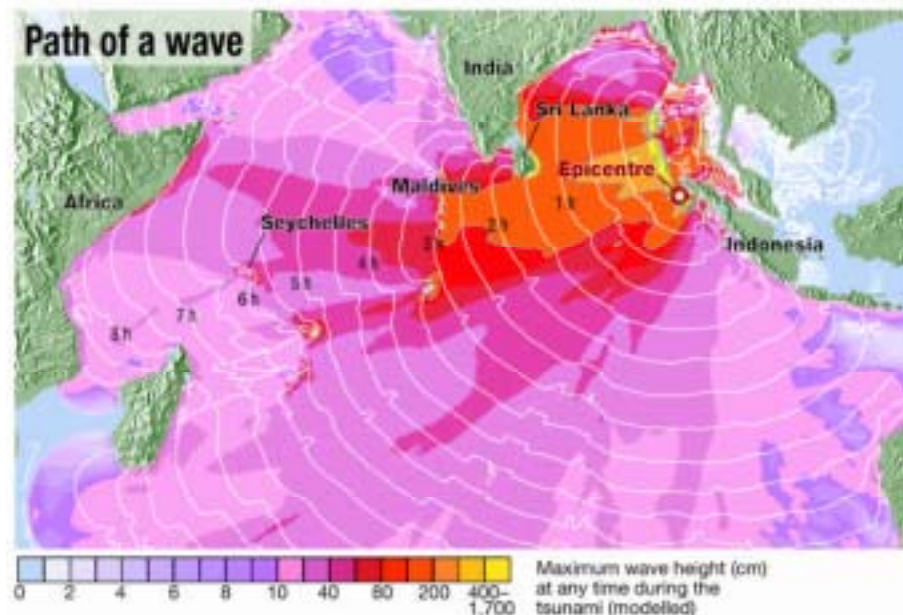 Path of a wave
India
Sri Lanka
Epicentre
Maldives
Africa
Seychelles
Indonesia
1 h
2 h
3 h
4 h
5 h
6 h
7 h
8 h
0 2 4 6 8 10 40 80 200 400–
1,700
Maximum wave height (cm)
at any time during the
tsunami (modelled)